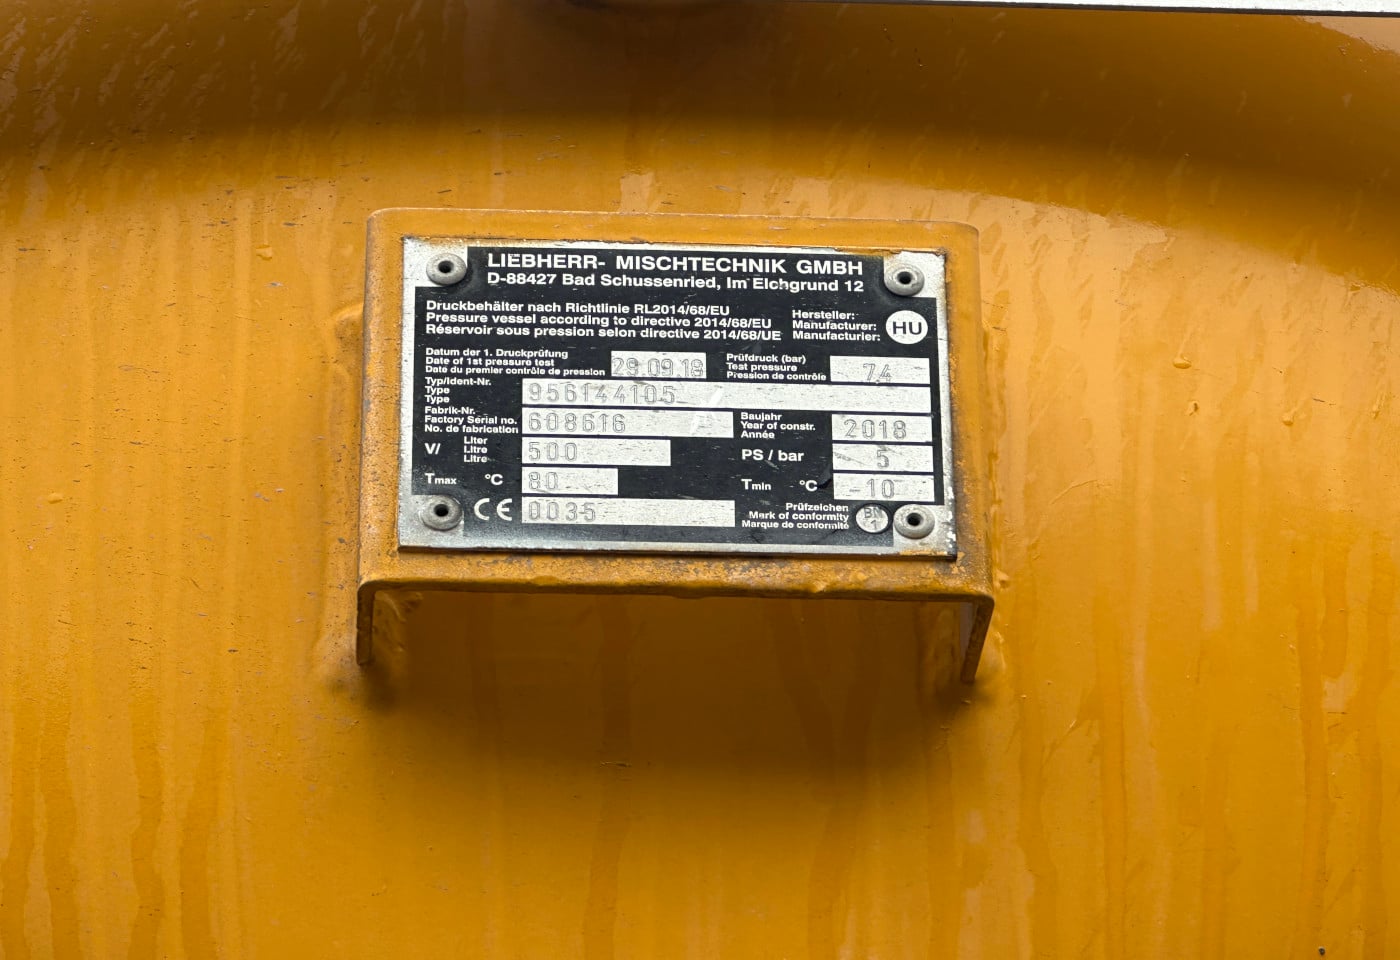 LIEBHERR- MISCHTECHNIK GMBH
D-88427 Bad Schussenried, Im Eichgrund 12
Druckbehälter nach Richtlinie RL2014/68/EU
Pressure vessel according to directive 2014/68/EU
Réservoir sous pression selon directive 2014/68/UE
Hersteller:
Manufacturer:
Manufacturier:
HU
Datum der 1. Druckprüfung
Date of 1st pressure test
Date du premier contrôle de pression
09
Prüfdruck (bar)
Test pressure
Pression de contrôle
7.4
Typ/Ident-Nr.
Type
Type
956144105
Fabrik-Nr.
Factory Serial no.
No. de fabrication
608616
Baujahr
Year of constr.
Année
2018
V/
Liter
Litre
Litre
500
PS / bar
5
Tmax °C
80
Tmin °C
-10
CE
0035
Prüfzeichen
Mark of conformity
Marque de conformité